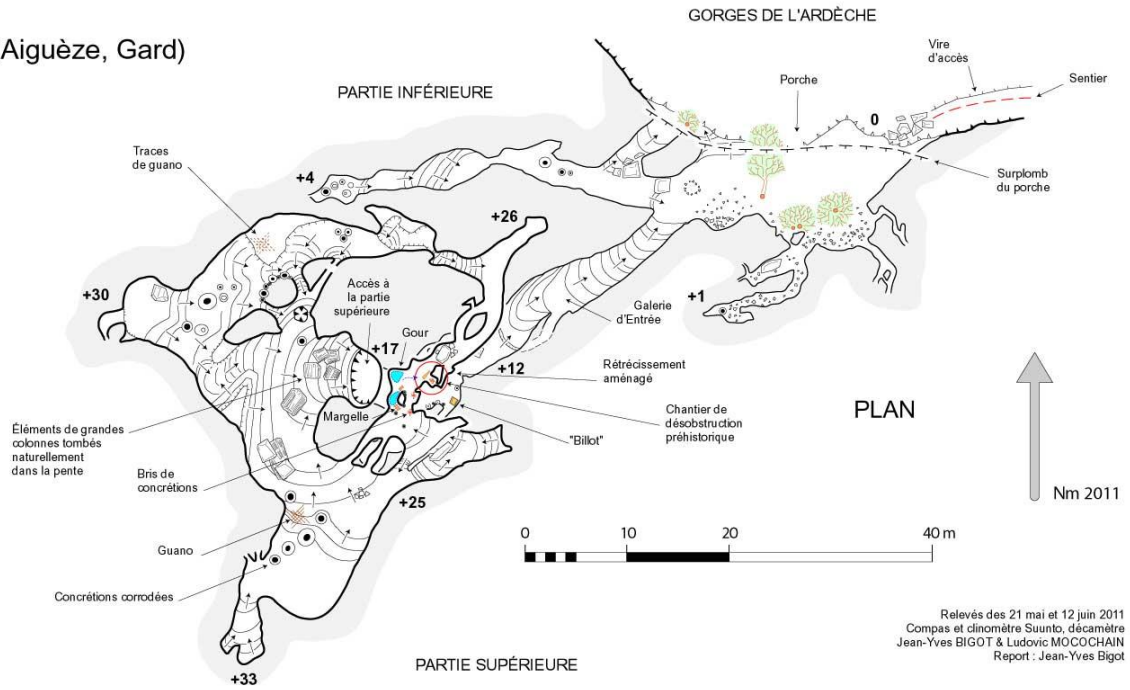 GORGES DE L'ARDÈCHE
Aiguèze, Gard)
Vire
d'accès
Sentier
Porche
0
PARTIE INFÉRIEURE
Surplomb
du porche
Traces
de guano
+4
+26
+30
Accès à
la partie
supérieure
+1
Galerie
d'Entrée
+17
Gour
+12
Rétrécissement
aménagé
PLAN
Margelle
Chantier de
désobstruction
préhistorique
Éléments de grandes
colonnes tombés
naturellement
dans la pente
"Billot"
Bris de
concrétions
+25
Nm 2011
Guano
0
10
20
40 m
Concrétions corrodées
Relevés des 21 mai et 12 juin 2011
Compas et clinomètre Suunto, décamètre
Jean-Yves BIGOT & Ludovic MOCOCHAIN
Report : Jean-Yves Bigot
PARTIE SUPÉRIEURE
+33